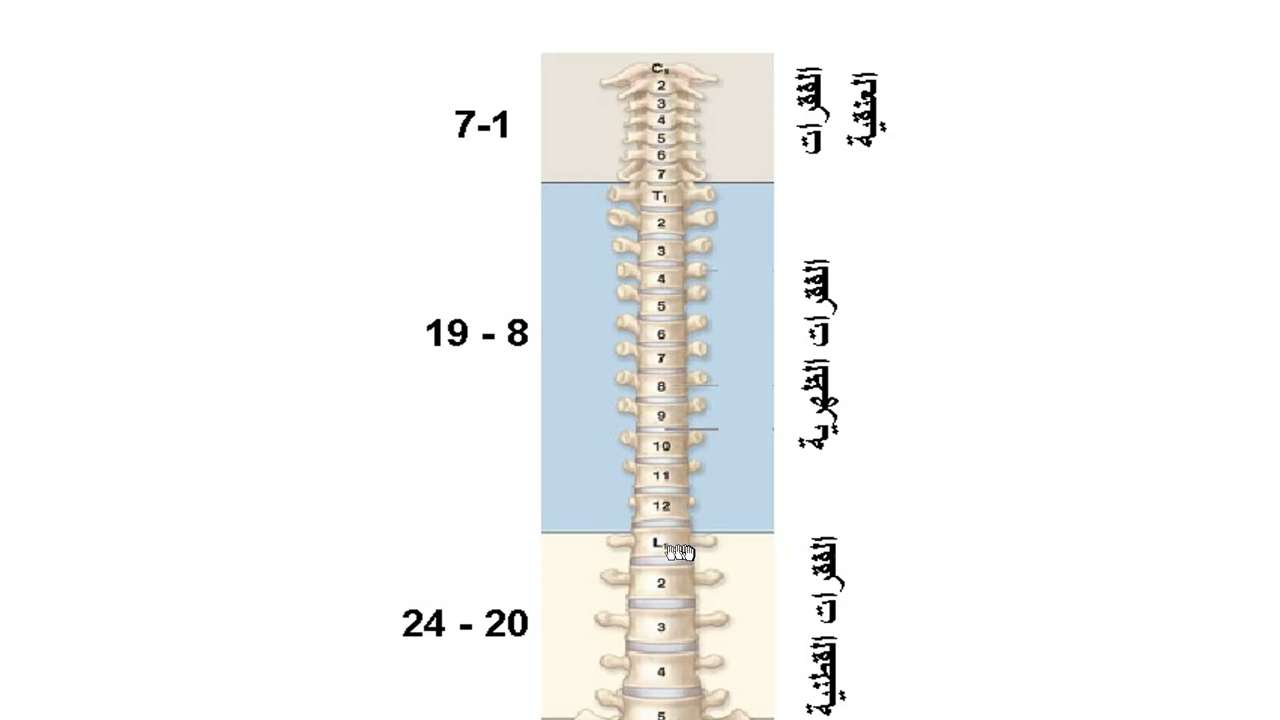 الفقرات
العنقية
7-1
C1
2
3
4
5
6
7
الفقرات الظهرية
19 - 8
T1
2
3
4
5
6
7
8
9
10
11
12
الفقرات القطنية
24 - 20
L
2
3
4
5